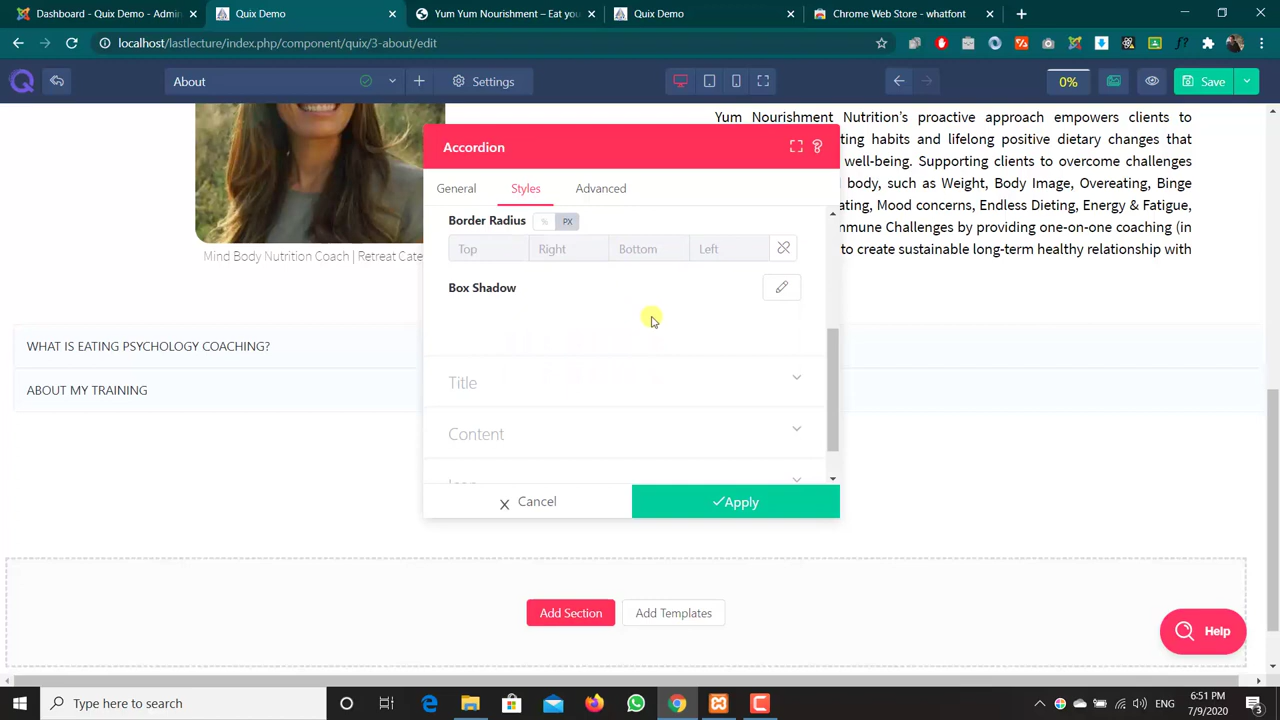 Dashboard - Quix Demo - Admin
Quix Demo
Yum Yum Nourishment - Eat you
Quix Demo
Chrome Web Store - whatfont
localhost/lastlecture/index.php/component/quix/3-about/edit
About
Settings
0%
Save
Yum Nourishment Nutrition's proactive approach empowers clients to
ting habits and lifelong positive dietary changes that
well-being. Supporting clients to overcome challenges
body, such as Weight, Body Image, Overeating, Binge
ating, Mood concerns, Endless Dieting, Energy & Fatigue,
mmune Challenges by providing one-on-one coaching (in
to create sustainable long-term healthy relationship with
Mind Body Nutrition Coach | Retreat Cate
Accordion
General
Styles
Advanced
Border Radius
%
PX
Top
Right
Bottom
Left
Box Shadow
Title
Content
Cancel
Apply
WHAT IS EATING PSYCHOLOGY COACHING?
ABOUT MY TRAINING
Add Section
Add Templates
Help
Type here to search
6:51 PM
7/9/2020
3